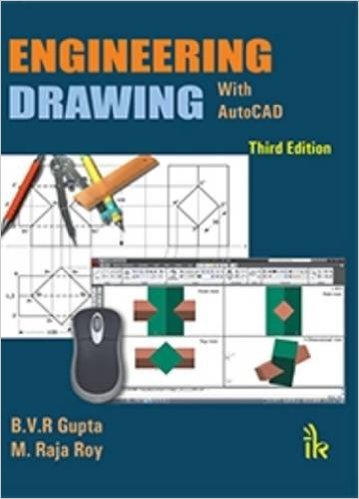 ENGINEERING
DRAWING With
AutoCAD
Third Edition
B.V.R Gupta
M. Raja Roy
ik